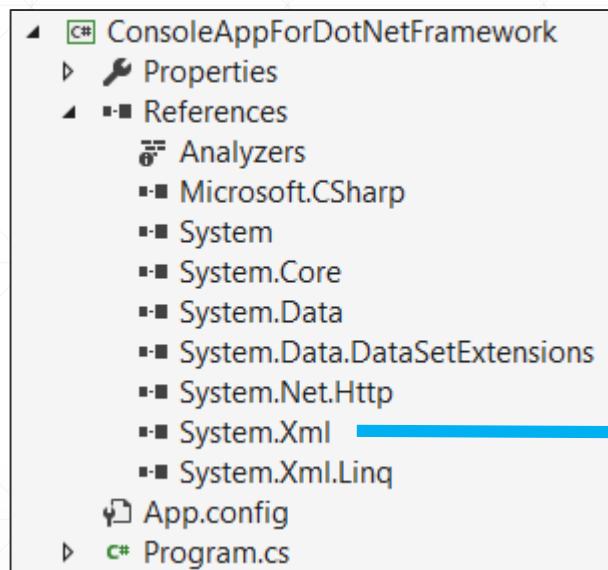 C# ConsoleAppForDotNetFramework
Properties
References
Analyzers
Microsoft.CSharp
System
System.Core
System.Data
System.Data.DataSetExtensions
System.Net.Http
System.Xml
System.Xml.Linq
App.config
C# Program.cs